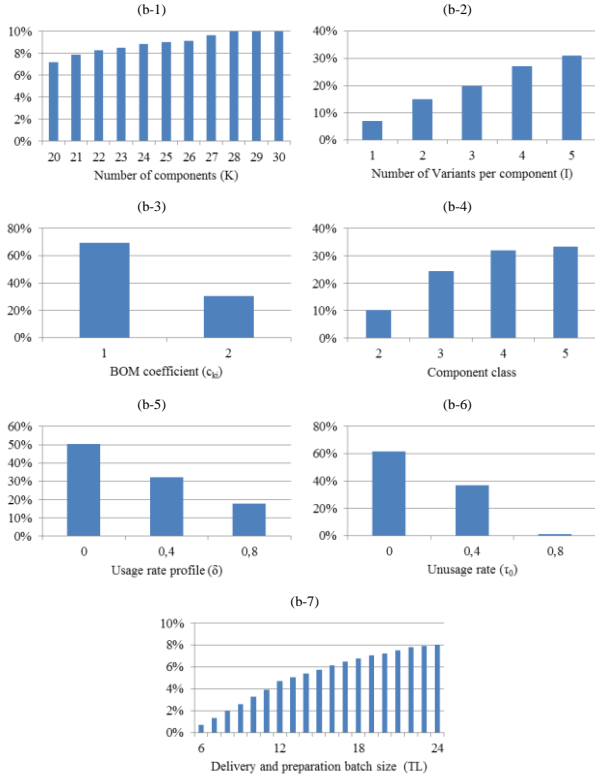 (b-1) (b-2)
10%
8%
6%
4%
2%
0%
20 21 22 23 24 25 26 27 28 29 30
Number of components (K)
40%
30%
20%
10%
0%
1 2 3 4 5
Number of Variants per component (I)
(b-3) (b-4)
80%
60%
40%
20%
0%
1 2
BOM coefficient (cki)
40%
30%
20%
10%
0%
2 3 4 5
Component class
(b-5) (b-6)
60%
50%
40%
30%
20%
10%
0%
0 0,4 0,8
Usage rate profile (δ)
80%
60%
40%
20%
0%
0 0,4 0,8
Unusage rate (τ0)
(b-7)
10%
8%
6%
4%
2%
0%
6 12 18 24
Delivery and preparation batch size (TL)